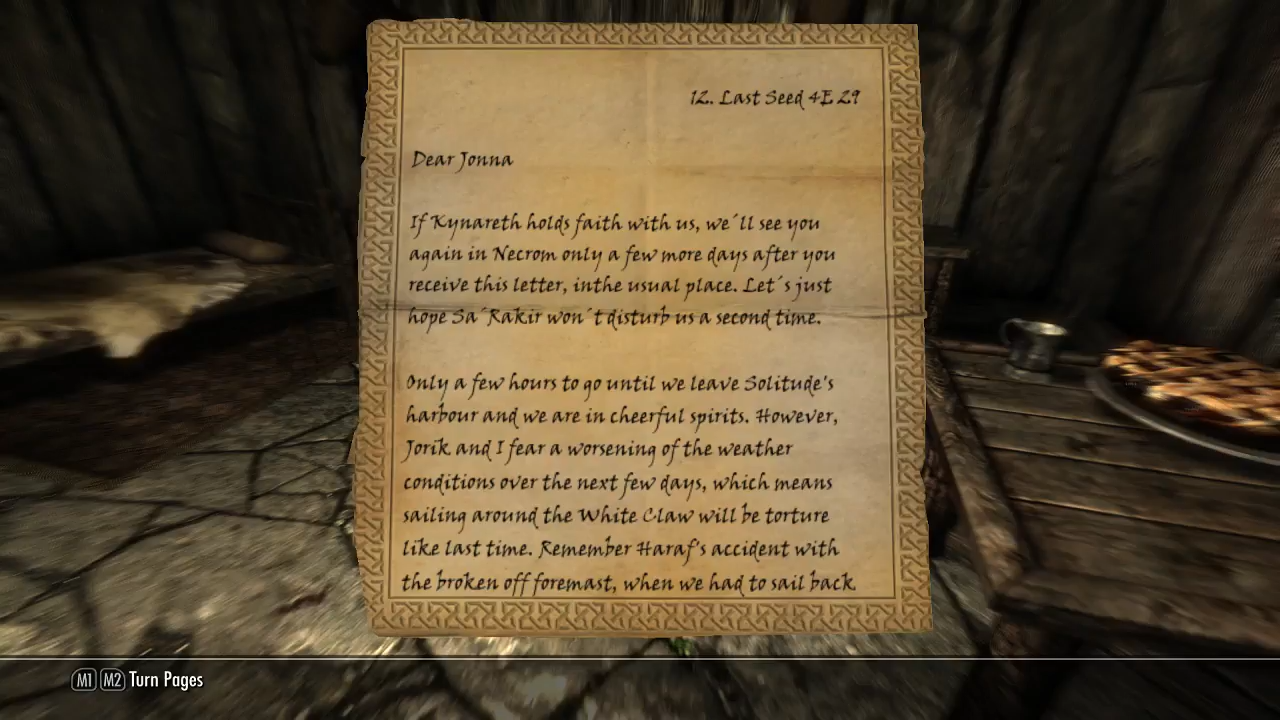 12. Last Seed 4E 29
Dear Jonna
If Kynareth holds faith with us, we´ll see you
again in Necrom only a few more days after you
receive this letter, inthe usual place. Let´s just
hope Sa´Rakir won´t disturb us a second time.
Only a few hours to go until we leave Solitude's
harbour and we are in cheerful spirits. However,
Jorik and I fear a worsening of the weather
conditions over the next few days, which means
sailing around the White Claw will be torture
like last time. Remember Haraf's accident with
the broken off foremast, when we had to sail back
M1 M2 Turn Pages